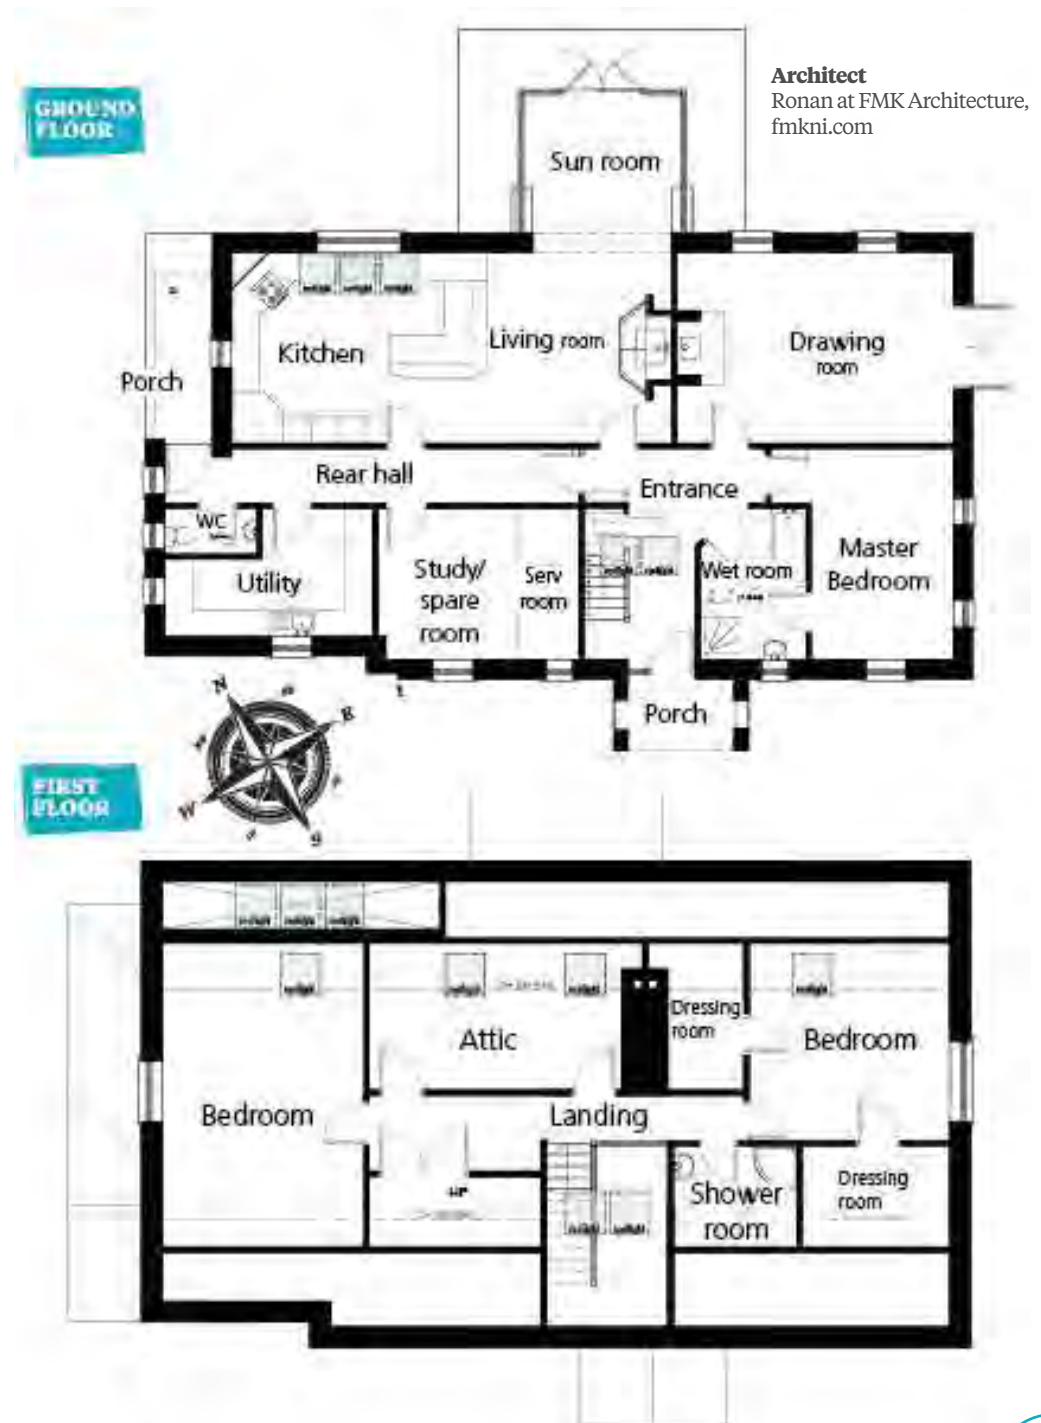 Architect
Ronan at FMK Architecture,
fmkni.com
GROUND
FLOOR
Sun room
Kitchen
Living room
Drawing
room
Porch
Rear hall
Entrance
WC
Utility
Study/
spare
room
Serv
room
Wet room
Master
Bedroom
Porch
N
E
W
S
FIRST
FLOOR
Attic
Dressing
room
Bedroom
Bedroom
Landing
Shower
room
Dressing
room